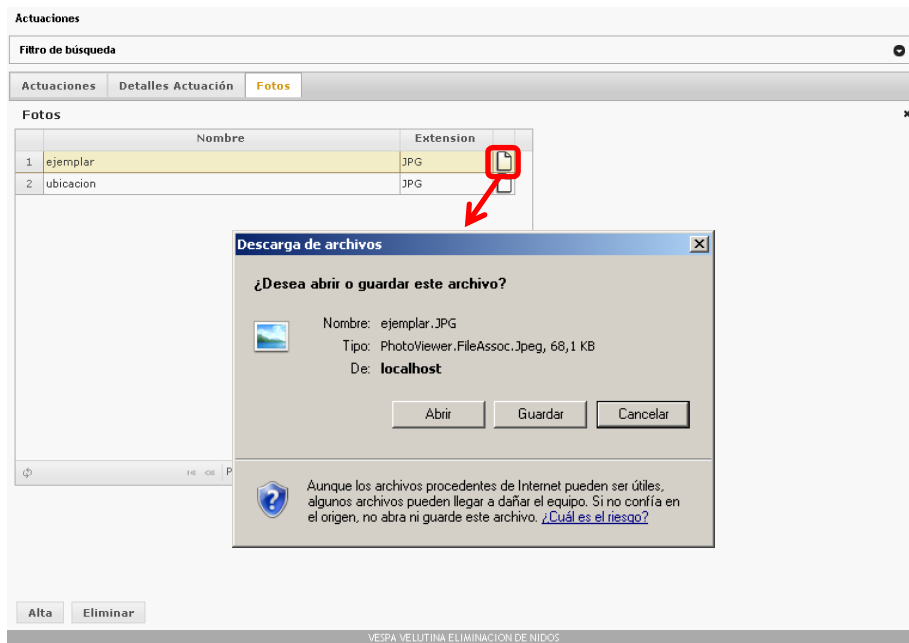 Actuaciones
Filtro de búsqueda
Actuaciones Detalles Actuación Fotos
Fotos
Nombre Extension
1 ejemplar JPG
2 ubicacion JPG
Descarga de archivos
¿Desea abrir o guardar este archivo?
Nombre: ejemplar.JPG
Tipo: PhotoViewer.FileAssoc.Jpeg, 68,1 KB
De: localhost
Abrir Guardar Cancelar
P
Aunque los archivos procedentes de Internet pueden ser útiles,
algunos archivos pueden llegar a dañar el equipo. Si no confía en
el origen, no abra ni guarde este archivo. ¿Cuál es el riesgo?
Alta Eliminar
VESPA VELUTINA ELIMINACION DE NIDOS